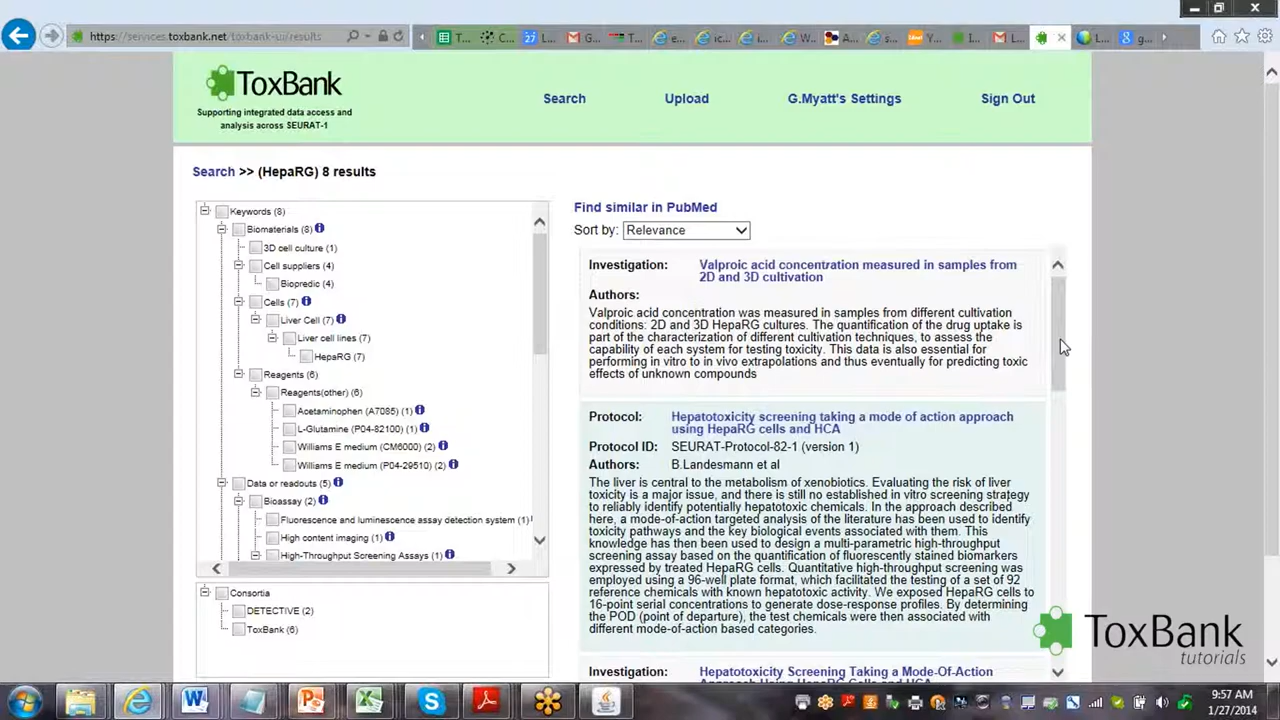 https://services.toxbank.net/toxbank-ui/results
T...
C...
27 L...
G...
T...
e...
ic...
i...
W...
A...
s...
Y...
I...
L...
L...
g...
ToxBank
Supporting integrated data access and
analysis across SEURAT-1
Search Upload G.Myatt's Settings Sign Out
Search >> (HepaRG) 8 results
Keywords (8)
Biomaterials (8)
3D cell culture (1)
Cell suppliers (4)
Biopredic (4)
Cells (7)
Liver Cell (7)
Liver cell lines (7)
HepaRG (7)
Reagents (6)
Reagents(other) (6)
Acetaminophen (A7085) (1)
L-Glutamine (P04-82100) (1)
Williams E medium (CM6000) (2)
Williams E medium (P04-29510) (2)
Data or readouts (5)
Bioassay (2)
Fluorescence and luminescence assay detection system (1)
High content imaging (1)
High-Throughput Screening Assays (1)
Consortia
DETECTIVE (2)
ToxBank (6)
Find similar in PubMed
Sort by: Relevance
Investigation: Valproic acid concentration measured in samples from
2D and 3D cultivation
Authors:
Valproic acid concentration was measured in samples from different cultivation
conditions: 2D and 3D HepaRG cultures. The quantification of the drug uptake is
part of the characterization of different cultivation techniques, to assess the
capability of each system for testing toxicity. This data is also essential for
performing in vitro to in vivo extrapolations and thus eventually for predicting toxic
effects of unknown compounds
Protocol: Hepatotoxicity screening taking a mode of action approach
using HepaRG cells and HCA
Protocol ID: SEURAT-Protocol-82-1 (version 1)
Authors: B.Landesmann et al
The liver is central to the metabolism of xenobiotics. Evaluating the risk of liver
toxicity is a major issue, and there is still no established in vitro screening strategy
to reliably identify potentially hepatotoxic chemicals. In the approach described
here, a mode-of-action targeted analysis of the literature has been used to identify
toxicity pathways and the key biological events associated with them. This
knowledge has then been used to design a multi-parametric high-throughput
screening assay based on the quantification of fluorescently stained biomarkers
expressed by treated HepaRG cells. Quantitative high-throughput screening was
employed using a 96-well plate format, which facilitated the testing of a set of 92
reference chemicals with known hepatotoxic activity. We exposed HepaRG cells to
16-point serial concentrations to generate dose-response profiles. By determining
the POD (point of departure), the test chemicals were then associated with
different mode-of-action based categories.
Investigation: Hepatotoxicity Screening Taking a Mode-Of-Action
ToxBank
tutorials
9:57 AM
1/27/2014